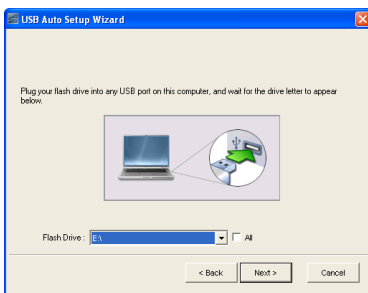 USB Auto Setup Wizard
Plug your flash drive into any USB port on this computer, and wait for the drive letter to appear
below.
Flash Drive : E:\
All
< Back
Next >
Cancel